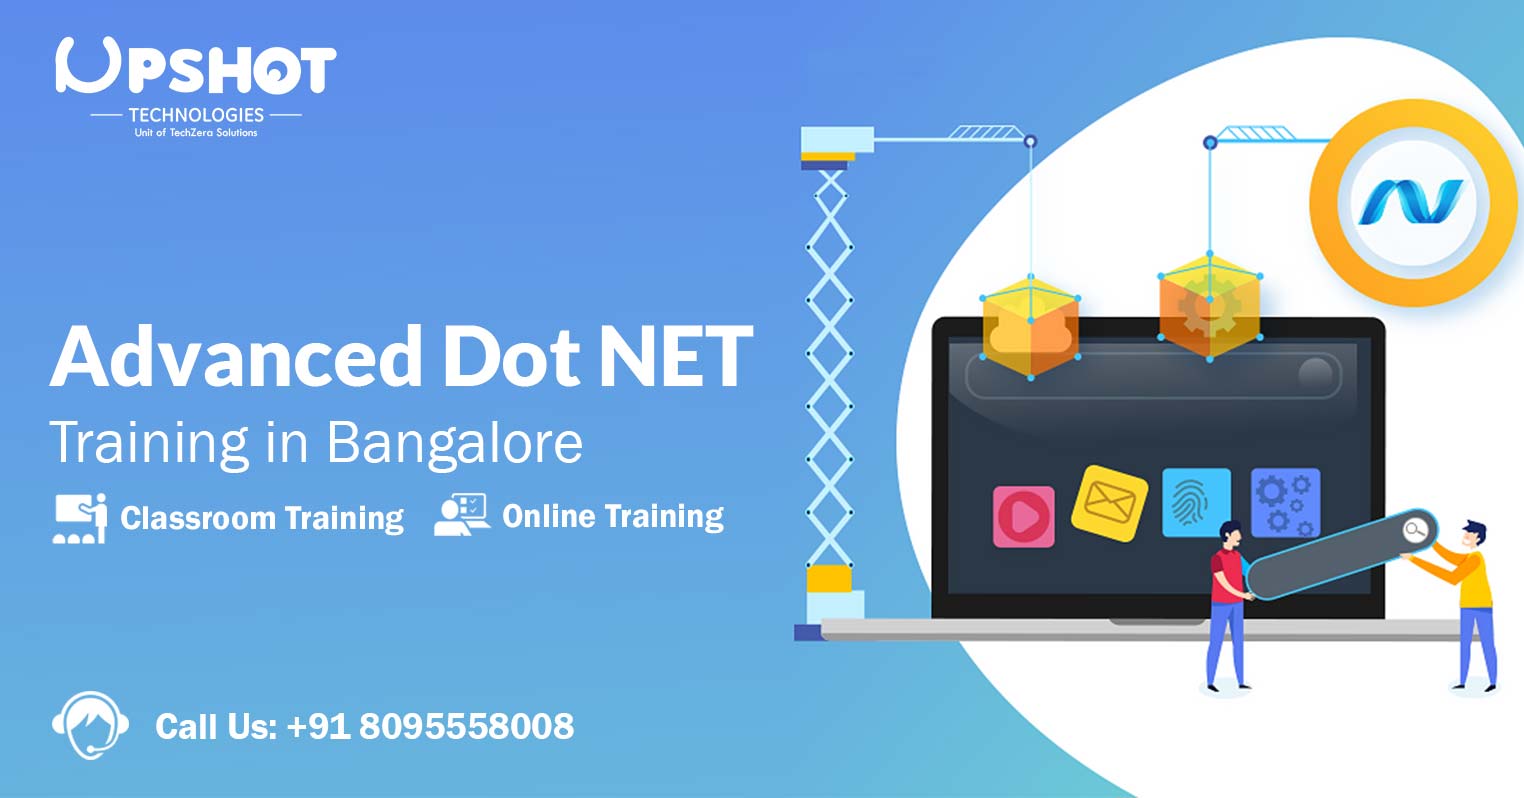 UPSHOT
TECHNOLOGIES
Unit of TechZera Solutions
Advanced Dot NET
Training in Bangalore
Classroom Training
Online Training
Call Us: +91 8095558008